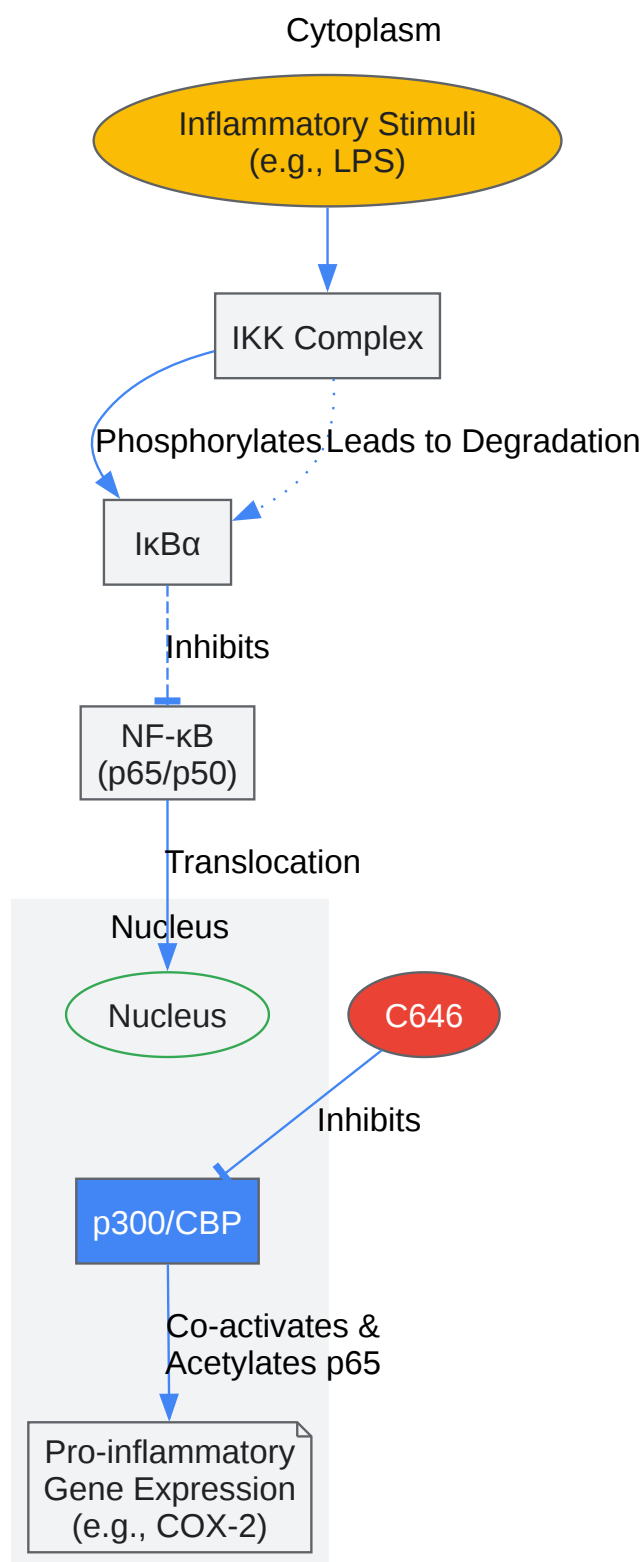 Cytoplasm
Inflammatory Stimuli
(e.g., LPS)
IKK Complex
Phosphorylates
Leads to Degradation
IκBα
Inhibits
NF-κB
(p65/p50)
Translocation
Nucleus
Nucleus
C646
Inhibits
p300/CBP
Co-activates &
Acetylates p65
Pro-inflammatory
Gene Expression
(e.g., COX-2)